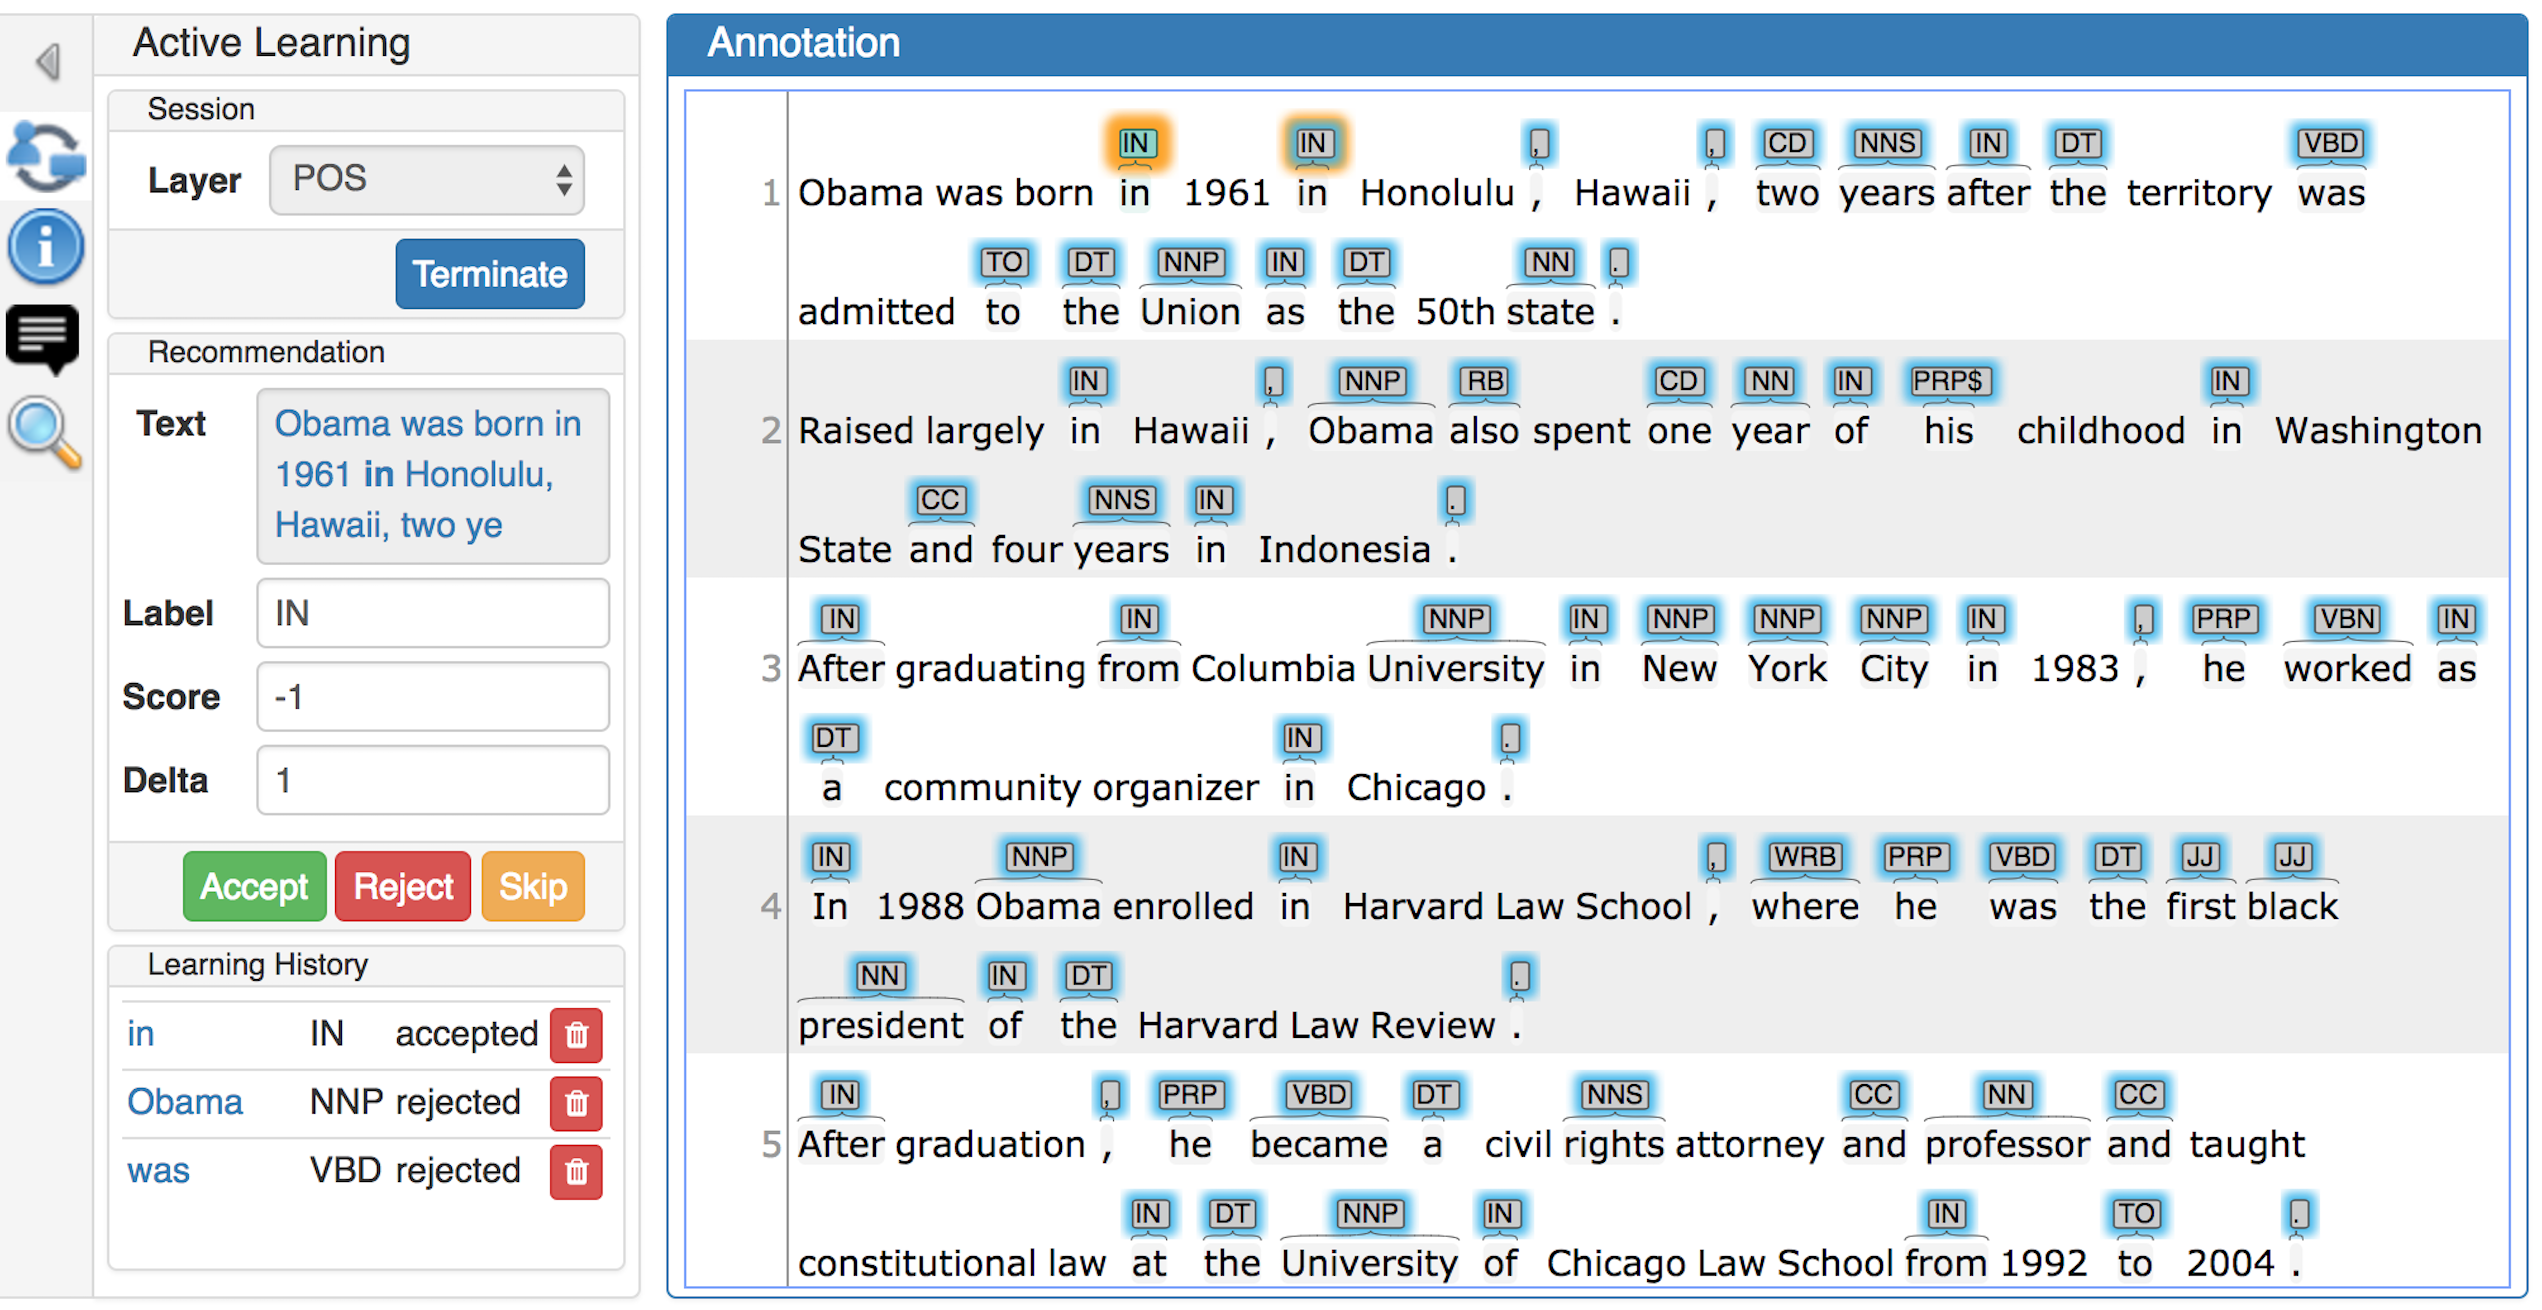 Active Learning
Session
Layer POS
Terminate
Recommendation
Text Obama was born in
1961 in Honolulu,
Hawaii, two ye
Label IN
Score -1
Delta 1
Accept Reject Skip
Learning History
in IN accepted
Obama NNP rejected
was VBD rejected
Annotation
IN IN , , CD NNS IN DT VBD
1 Obama was born in 1961 in Honolulu , Hawaii , two years after the territory was
TO DT NNP IN DT NN .
admitted to the Union as the 50th state .
IN , NNP RB CD NN IN PRP$ IN
2 Raised largely in Hawaii , Obama also spent one year of his childhood in Washington
CC NNS IN .
State and four years in Indonesia .
IN IN NNP IN NNP NNP NNP IN , PRP VBN IN
3 After graduating from Columbia University in New York City in 1983 , he worked as
DT IN .
a community organizer in Chicago .
IN NNP IN , WRB PRP VBD DT JJ JJ
4 In 1988 Obama enrolled in Harvard Law School , where he was the first black
NN IN DT .
president of the Harvard Law Review .
IN , PRP VBD DT NNS CC NN CC
5 After graduation , he became a civil rights attorney and professor and taught
IN DT NNP IN IN TO .
constitutional law at the University of Chicago Law School from 1992 to 2004 .